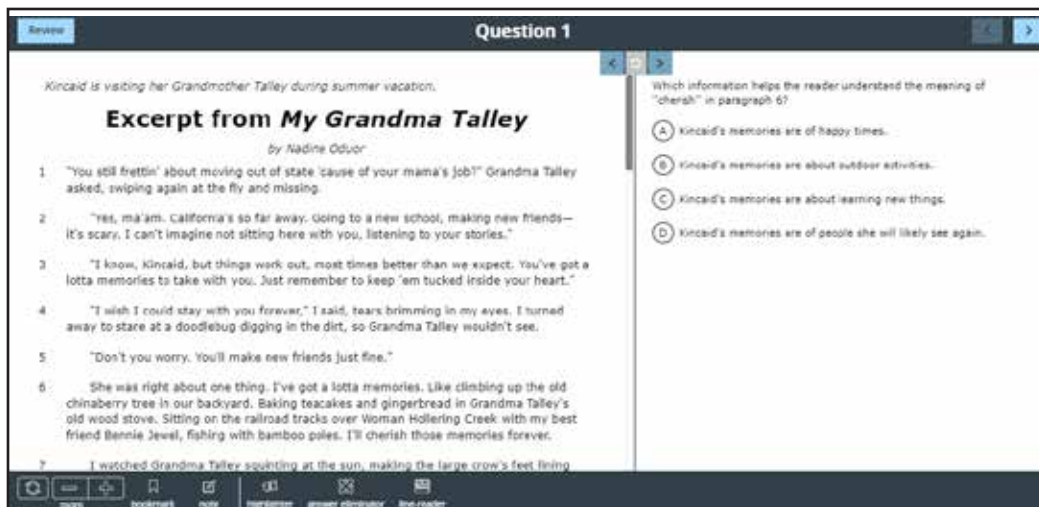 Review
Question 1
Kincaid is visiting her Grandmother Talley during summer vacation.
Excerpt from My Grandma Talley
by Nadine Oduor
1 "You still frettin' about moving out of state 'cause of your mama's job?" Grandma Talley
asked, swiping again at the fly and missing.
2 "Yes, ma'am. California's so far away. Going to a new school, making new friends—
it's scary. I can't imagine not sitting here with you, listening to your stories."
3 "I know, Kincaid, but things work out, most times better than we expect. You've got a
lotta memories to take with you. Just remember to keep 'em tucked inside your heart."
4 "I wish I could stay with you forever," I said, tears brimming in my eyes. I turned
away to stare at a doodlebug digging in the dirt, so Grandma Talley wouldn't see.
5 "Don't you worry. You'll make new friends just fine."
6 She was right about one thing. I've got a lotta memories. Like climbing up the old
chinaberry tree in our backyard. Baking teacakes and gingerbread in Grandma Talley's
old wood stove. Sitting on the railroad tracks over Woman Hollering Creek with my best
friend Bennie Jewel, fishing with bamboo poles. I'll cherish those memories forever.
7 I watched Grandma Talley squinting at the sun, making the large crow's feet lining
Which information helps the reader understand the meaning of
"cherish" in paragraph 6?
A Kincaid's memories are of happy times.
B Kincaid's memories are about outdoor activities.
C Kincaid's memories are about learning new things.
D Kincaid's memories are of people she will likely see again.
zoom bookmark note highlighter answer eliminator line reader